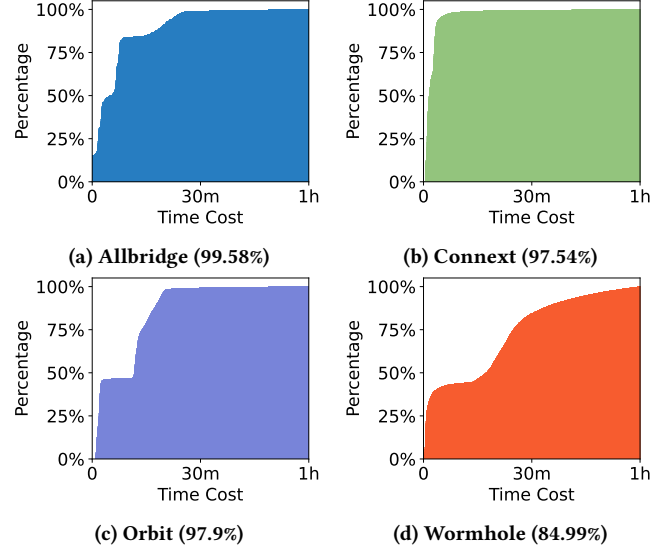 100%
75%
50%
25%
0%
Percentage
0 30m 1h
Time Cost
(a) Allbridge (99.58%)
100%
75%
50%
25%
0%
Percentage
0 30m 1h
Time Cost
(b) Connext (97.54%)
100%
75%
50%
25%
0%
Percentage
0 30m 1h
Time Cost
(c) Orbit (97.9%)
100%
75%
50%
25%
0%
Percentage
0 30m 1h
Time Cost
(d) Wormhole (84.99%)